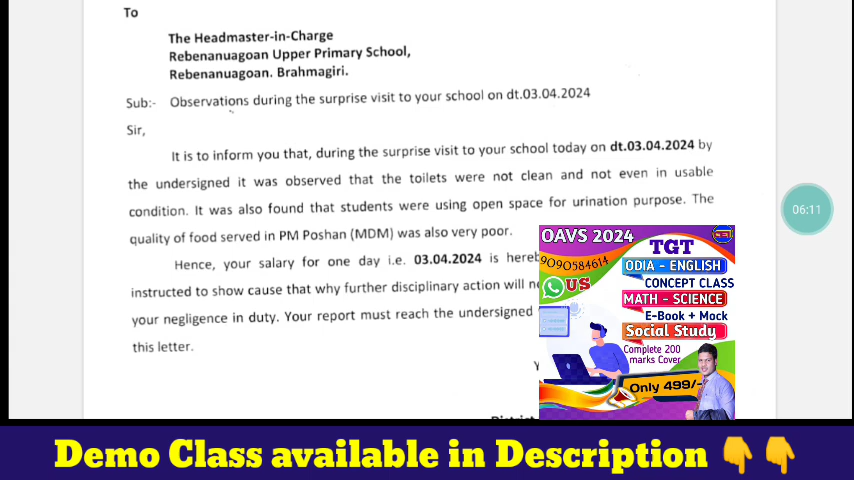 To
The Headmaster-in-Charge
Rebenanuagoan Upper Primary School,
Rebenanuagoan. Brahmagiri.
Sub:- Observations during the surprise visit to your school on dt.03.04.2024
Sir,
It is to inform you that, during the surprise visit to your school today on dt.03.04.2024 by
the undersigned it was observed that the toilets were not clean and not even in usable
condition. It was also found that students were using open space for urination purpose. The
quality of food served in PM Poshan (MDM) was also very poor.
Hence, your salary for one day i.e. 03.04.2024 is
instructed to show cause that why further disciplinary action will
your negligence in duty. Your report must reach the undersigned
this letter.
06:11
OAVS 2024
TGT
9090584614
US
ODIA - ENGLISH
CONCEPT CLASS
MATH - SCIENCE
E-Book + Mock
Social Study
Complete 200
marks Cover
Only 499/-
Demo Class available in Description